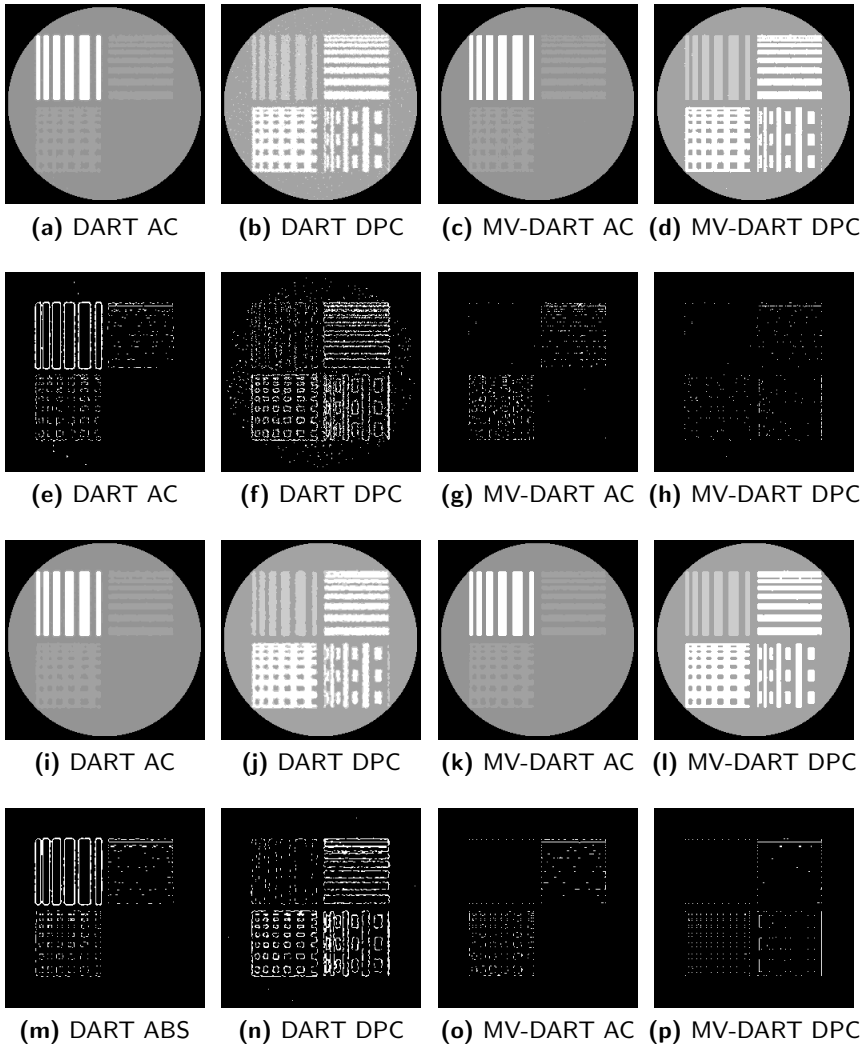 (a) DART AC (b) DART DPC (c) MV-DART AC (d) MV-DART DPC
(e) DART AC (f) DART DPC (g) MV-DART AC (h) MV-DART DPC
(i) DART AC (j) DART DPC (k) MV-DART AC (l) MV-DART DPC
(m) DART ABS (n) DART DPC (o) MV-DART AC (p) MV-DART DPC